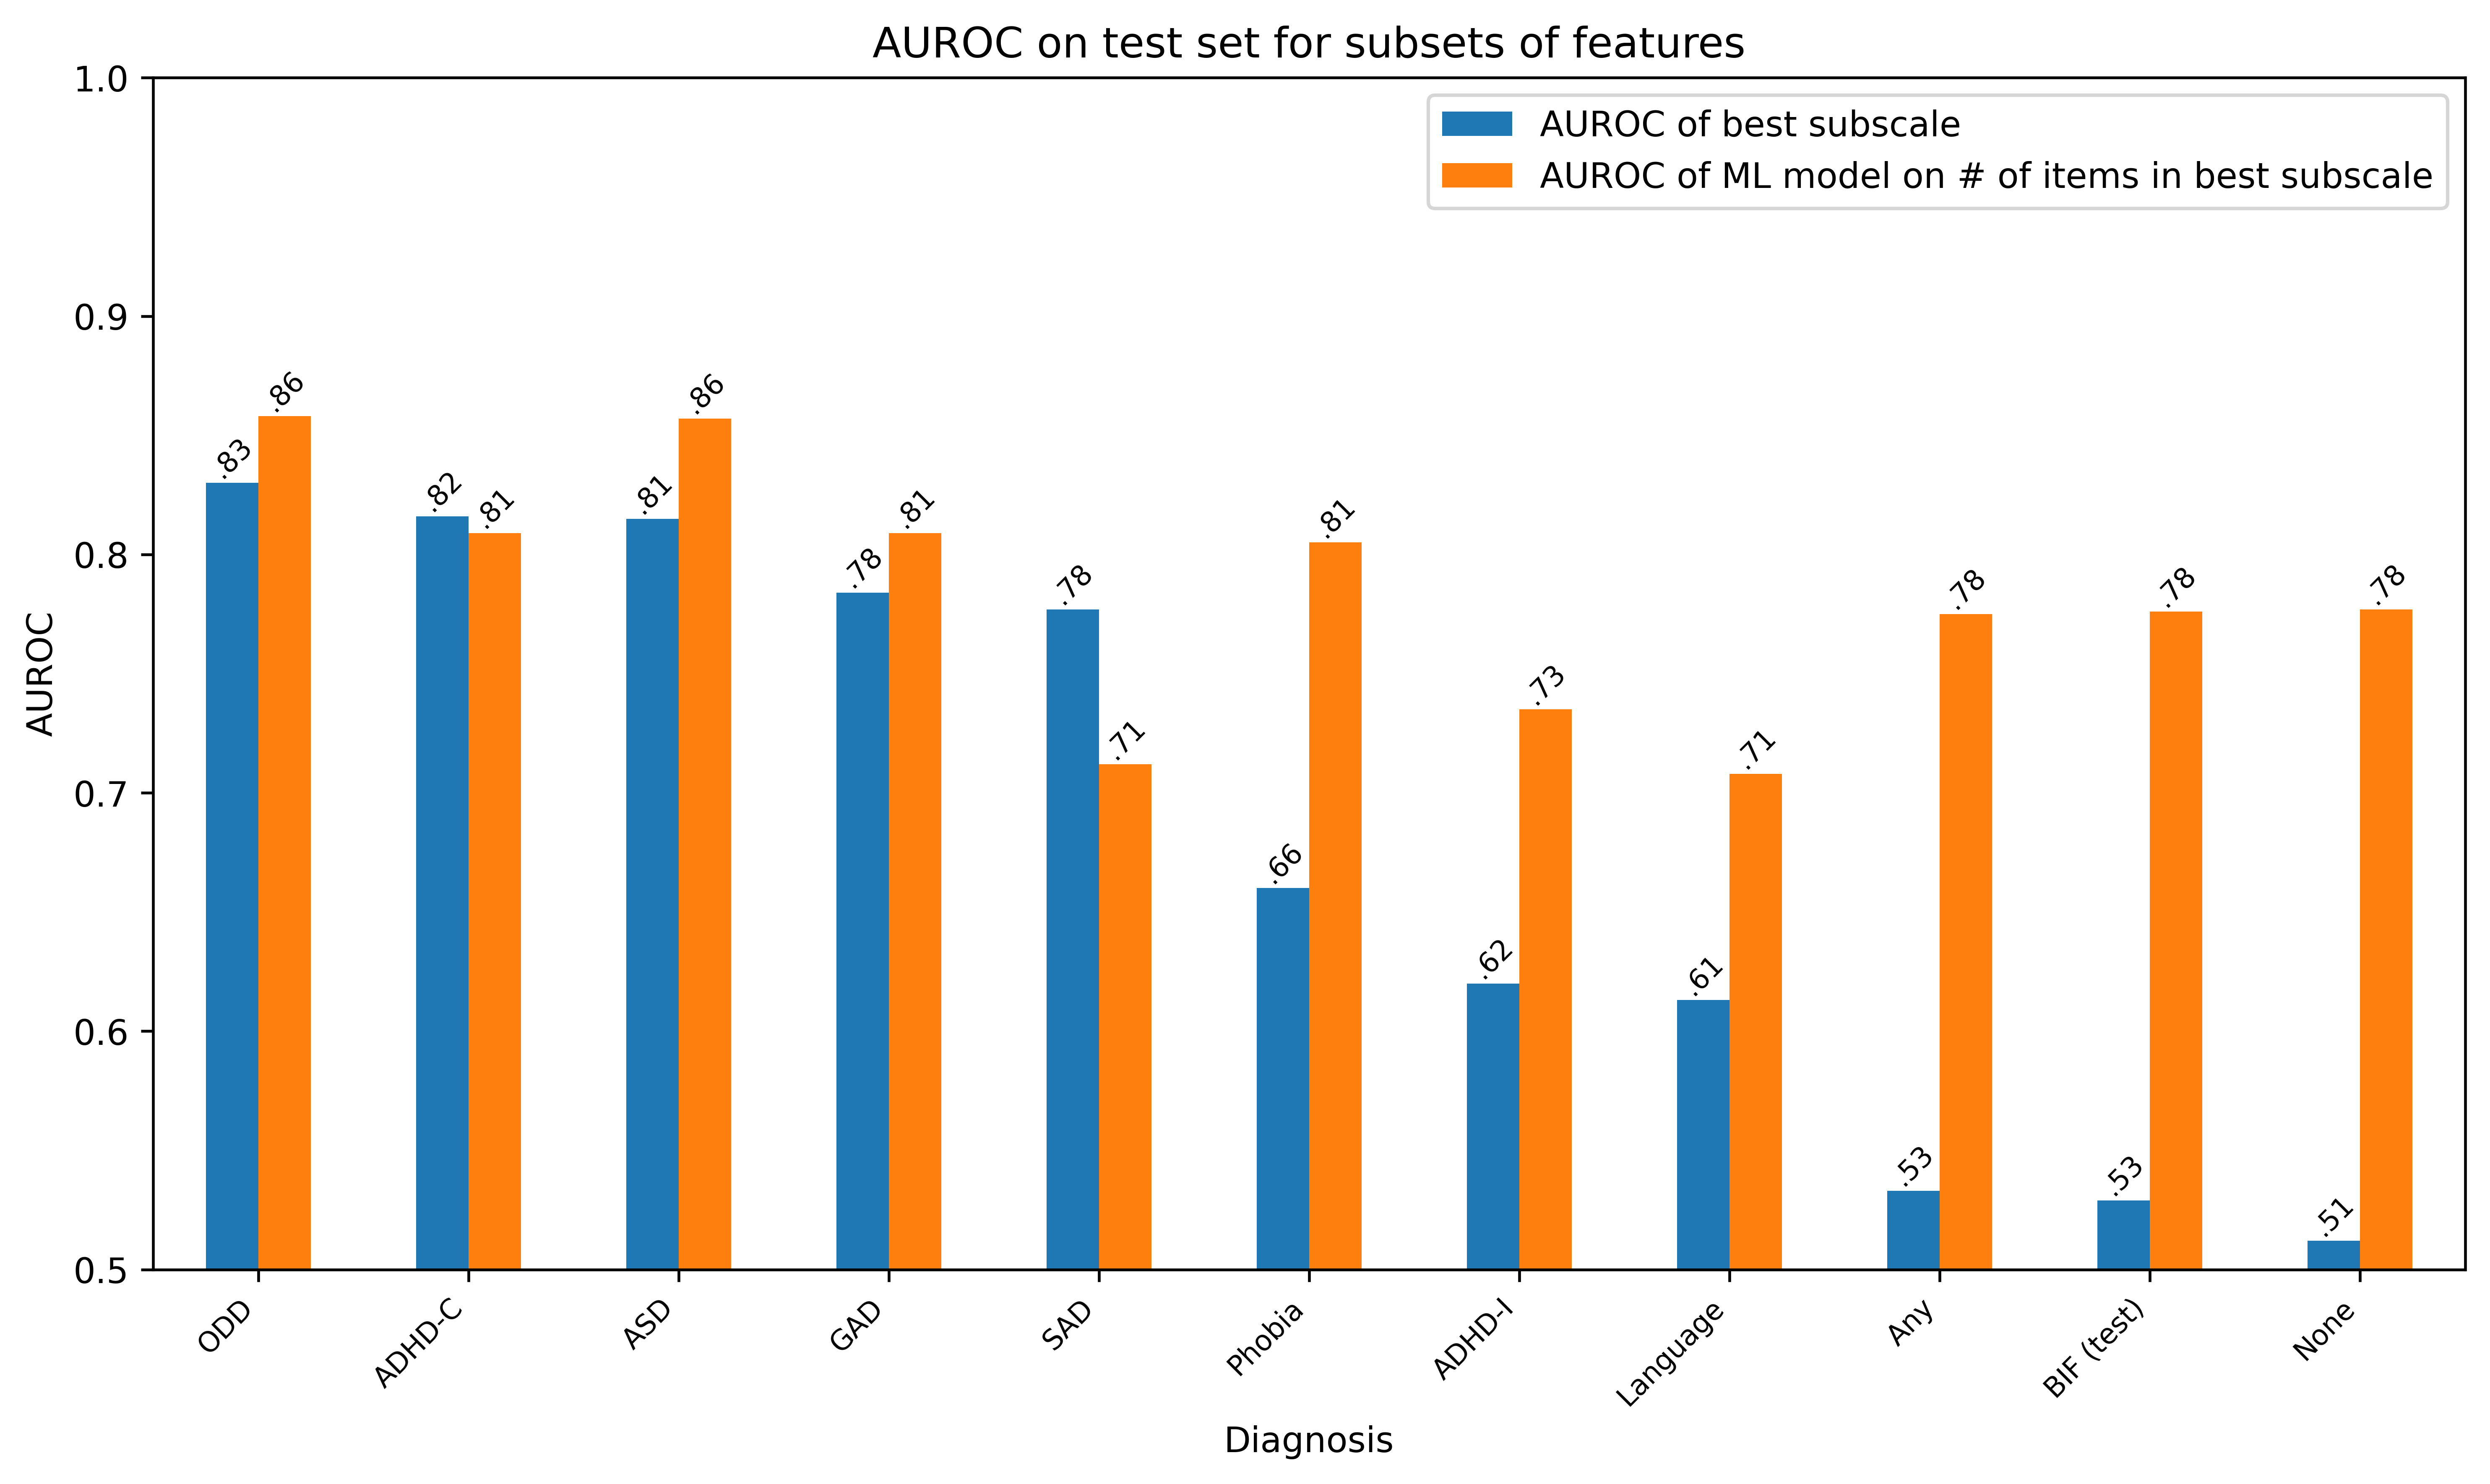 AUROC on test set for subsets of features
AUROC of best subscale
AUROC of ML model on # of items in best subscale
AUROC
1.0
0.9
0.8
0.7
0.6
0.5
.83
.86
.82
.81
.81
.86
.78
.81
.78
.71
.66
.81
.62
.73
.61
.71
.53
.78
.53
.78
.51
.78
ODD
ADHD-C
ASD
GAD
SAD
Phobia
ADHD-I
Language
Any
BIF (test)
None
Diagnosis